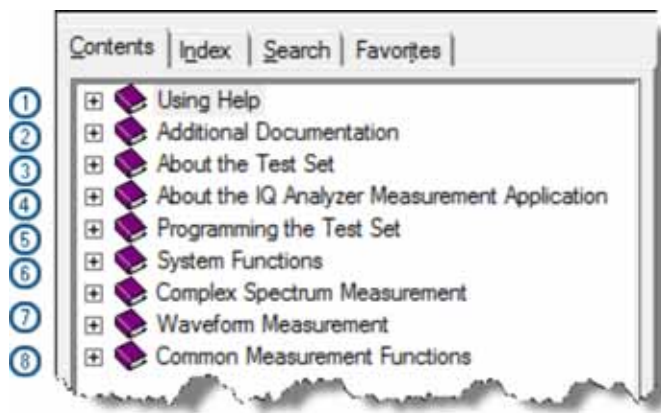 Contents Index Search Favorites
1 Using Help
2 Additional Documentation
3 About the Test Set
4 About the IQ Analyzer Measurement Application
5 Programming the Test Set
6 System Functions
Complex Spectrum Measurement
7 Waveform Measurement
8 Common Measurement Functions